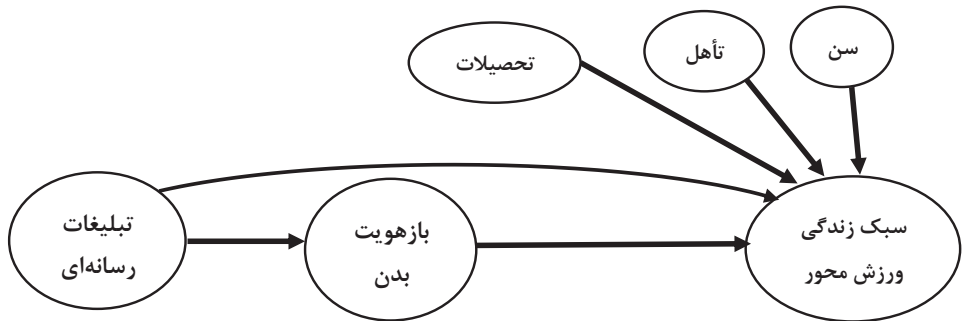 سن
تأهل
تحصیلات
تبلیغات
رسانه‌ای
بازهویت
بدن
سبک زندگی
ورزش محور